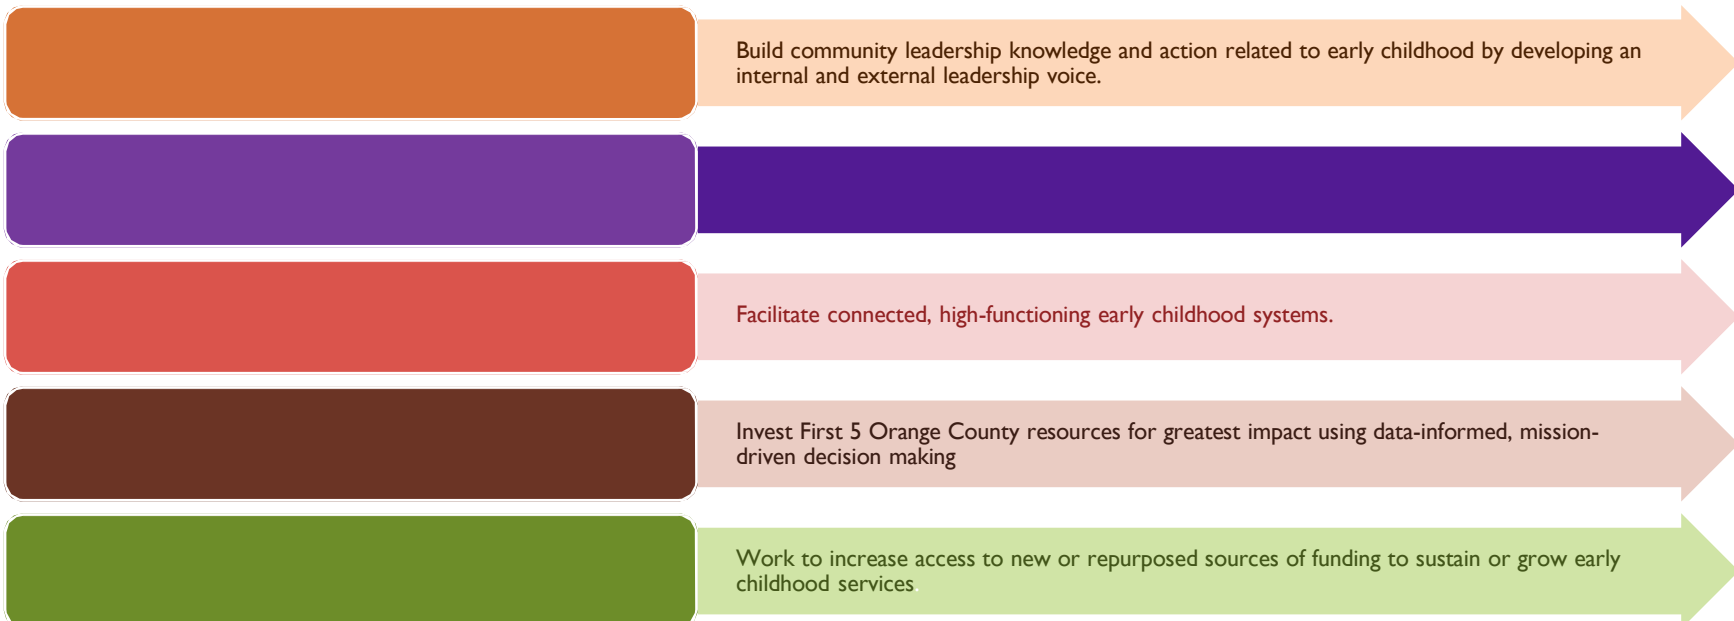 Build community leadership knowledge and action related to early childhood by developing an
internal and external leadership voice.
Facilitate connected, high-functioning early childhood systems.
Invest First 5 Orange County resources for greatest impact using data-informed, mission-
driven decision making
Work to increase access to new or repurposed sources of funding to sustain or grow early
childhood services.